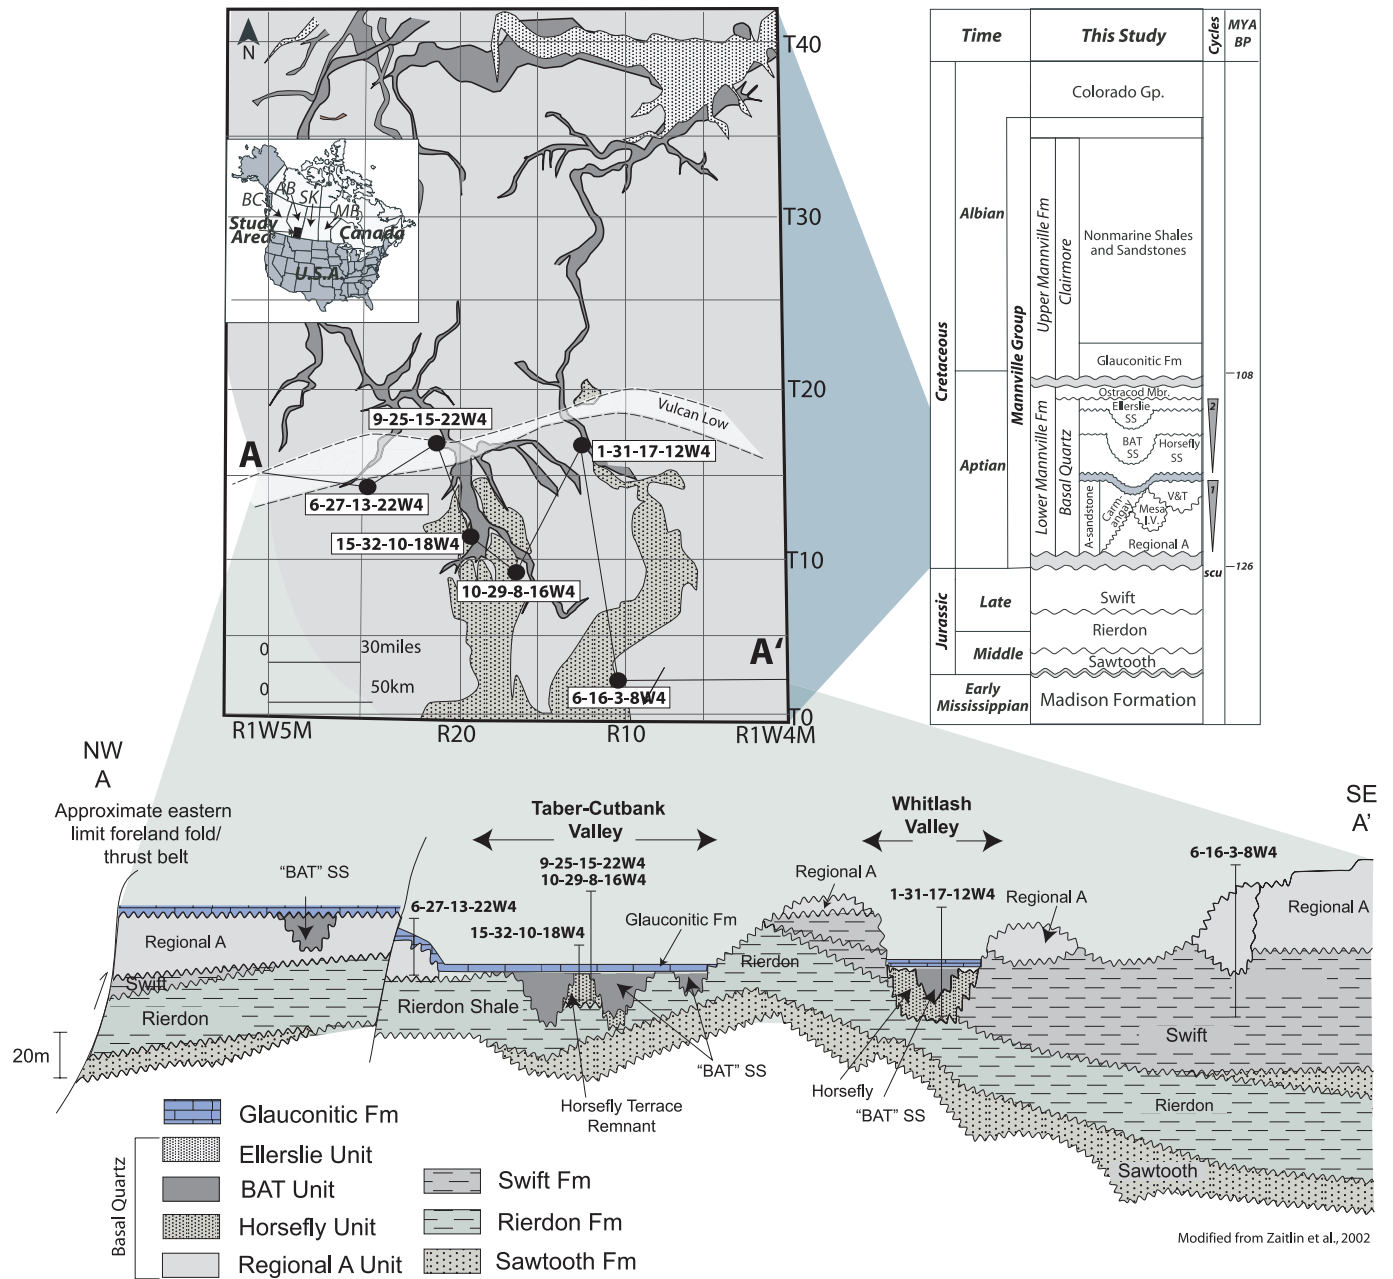 N
T40
T30
T20
T10
T0
BC
AB
SK
MB
Study
Area
Canada
U.S.A.
Vulcan Low
9-25-15-22W4
1-31-17-12W4
A
6-27-13-22W4
15-32-10-18W4
10-29-8-16W4
A'
6-16-3-8W4
0
30miles
0
50km
R1W5M
R20
R10
R1W4M
Time
This Study
Cycles
MYA
BP
Colorado Gp.
Cretaceous
Albian
Aptian
Mannville Group
Upper Mannville Fm
Clairmore
Nonmarine Shales
and Sandstones
Glauconitic Fm
108
Lower Mannville Fm
Basal Quartz
Ostracod Mbr.
Ellerslie
SS
2
BAT
SS
Horsefly
SS
A-sandstone
Carm-
angay
Mesa
I.V.
V&T
1
Regional A
126
scu
Jurassic
Late
Middle
Swift
Rierdon
Sawtooth
Early
Mississippian
Madison Formation
NW
A
SE
A'
Approximate eastern
limit foreland fold/
thrust belt
"BAT" SS
Taber-Cutbank
Valley
9-25-15-22W4
10-29-8-16W4
6-27-13-22W4
15-32-10-18W4
Glauconitic Fm
Whitlash
Valley
Regional A
1-31-17-12W4
Regional A
6-16-3-8W4
Regional A
Regional A
Swift
Rierdon
Rierdon Shale
Rierdon
Swift
Rierdon
Sawtooth
20m
"BAT" SS
Horsefly Terrace
Remnant
Horsefly
"BAT" SS
Basal Quartz
Glauconitic Fm
Ellerslie Unit
BAT Unit
Horsefly Unit
Regional A Unit
Swift Fm
Rierdon Fm
Sawtooth Fm
Modified from Zaitlin et al., 2002